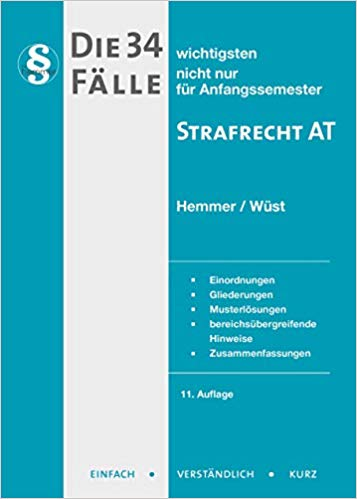 §
DIE 34 wichtigsten
FÄLLE nicht nur
für Anfangssemester
STRAFRECHT AT
Hemmer / Wüst
▪ Einordnungen
▪ Gliederungen
▪ Musterlösungen
▪ bereichsübergreifende
Hinweise
▪ Zusammenfassungen
11. Auflage
EINFACH • VERSTÄNDLICH • KURZ